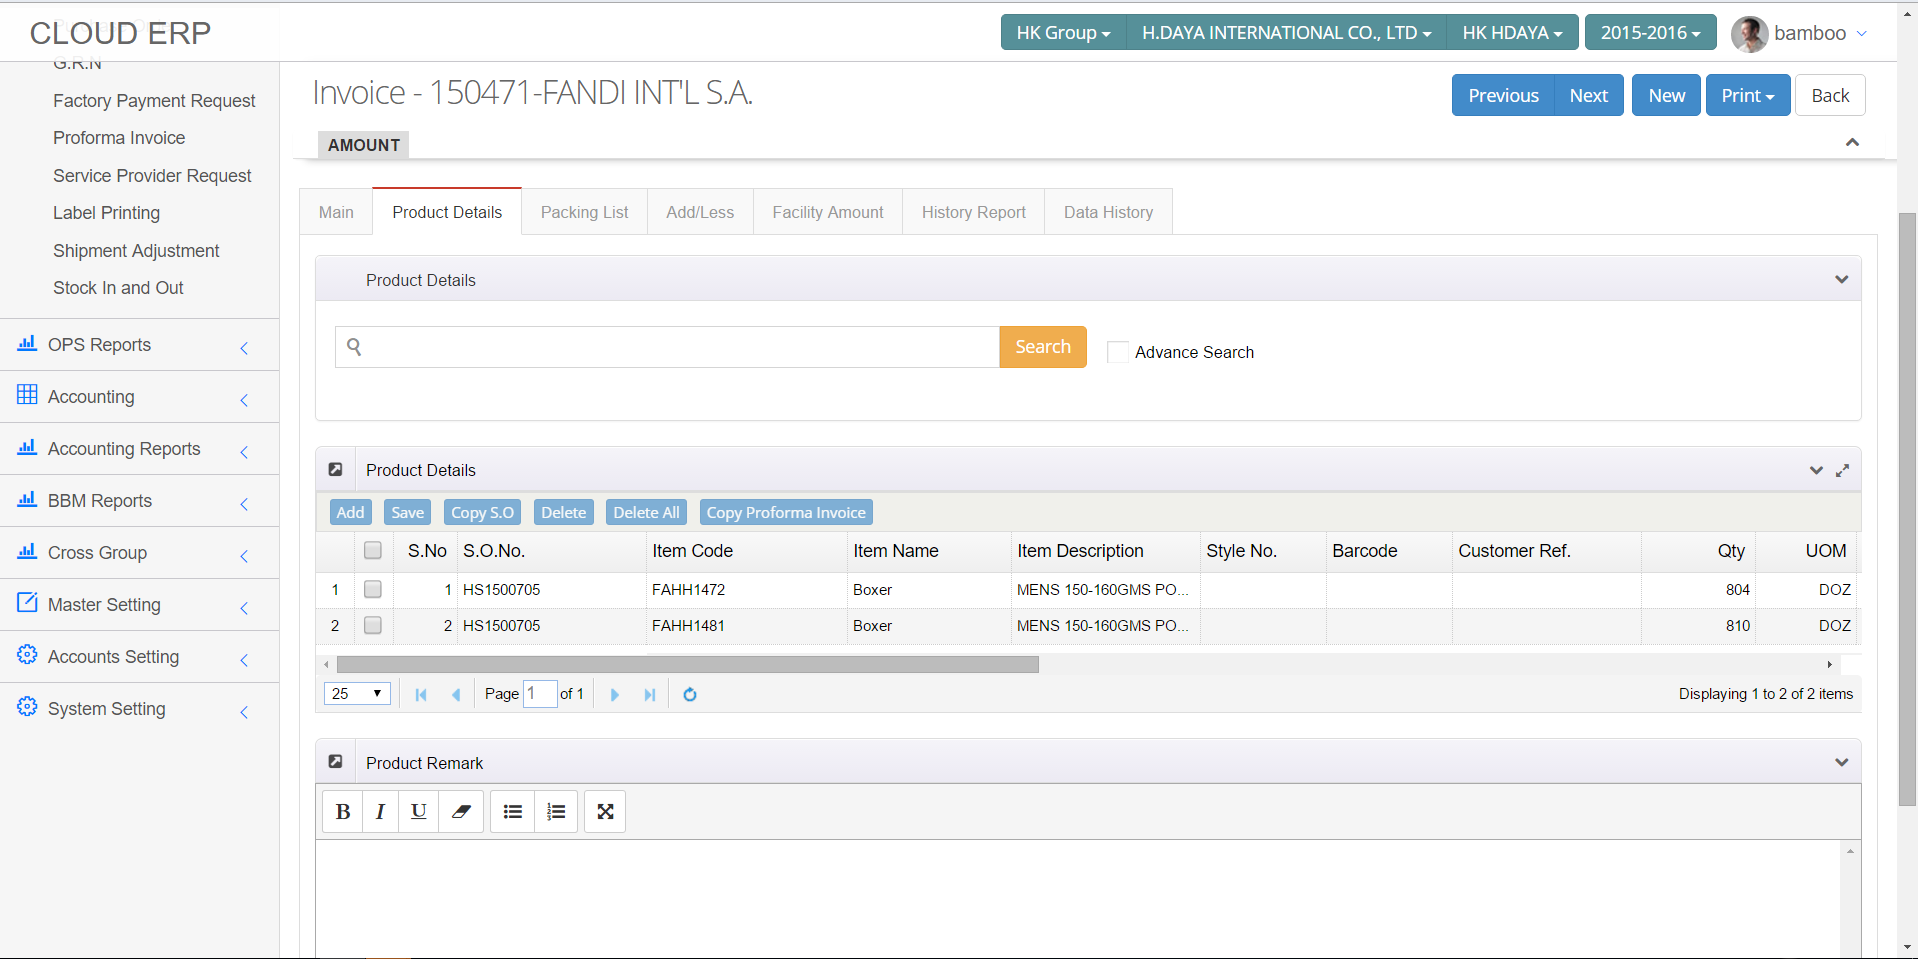 CLOUD ERP
HK Group
H.DAYA INTERNATIONAL CO., LTD
HK HDAYA
2015-2016
bamboo
G.R.N
Factory Payment Request
Proforma Invoice
Service Provider Request
Label Printing
Shipment Adjustment
Stock In and Out
OPS Reports
Accounting
Accounting Reports
BBM Reports
Cross Group
Master Setting
Accounts Setting
System Setting
Invoice - 150471-FANDI INT'L S.A.
Previous Next New Print Back
AMOUNT
Main Product Details Packing List Add/Less Facility Amount History Report Data History
Product Details
Search Advance Search
Product Details
Add Save Copy S.O Delete Delete All Copy Proforma Invoice
S.No S.O.No. Item Code Item Name Item Description Style No. Barcode Customer Ref. Qty UOM
1 1 HS1500705 FAHH1472 Boxer MENS 150-160GMS PO... 804 DOZ
2 2 HS1500705 FAHH1481 Boxer MENS 150-160GMS PO... 810 DOZ
25 Page 1 of 1 Displaying 1 to 2 of 2 items
Product Remark
B I U